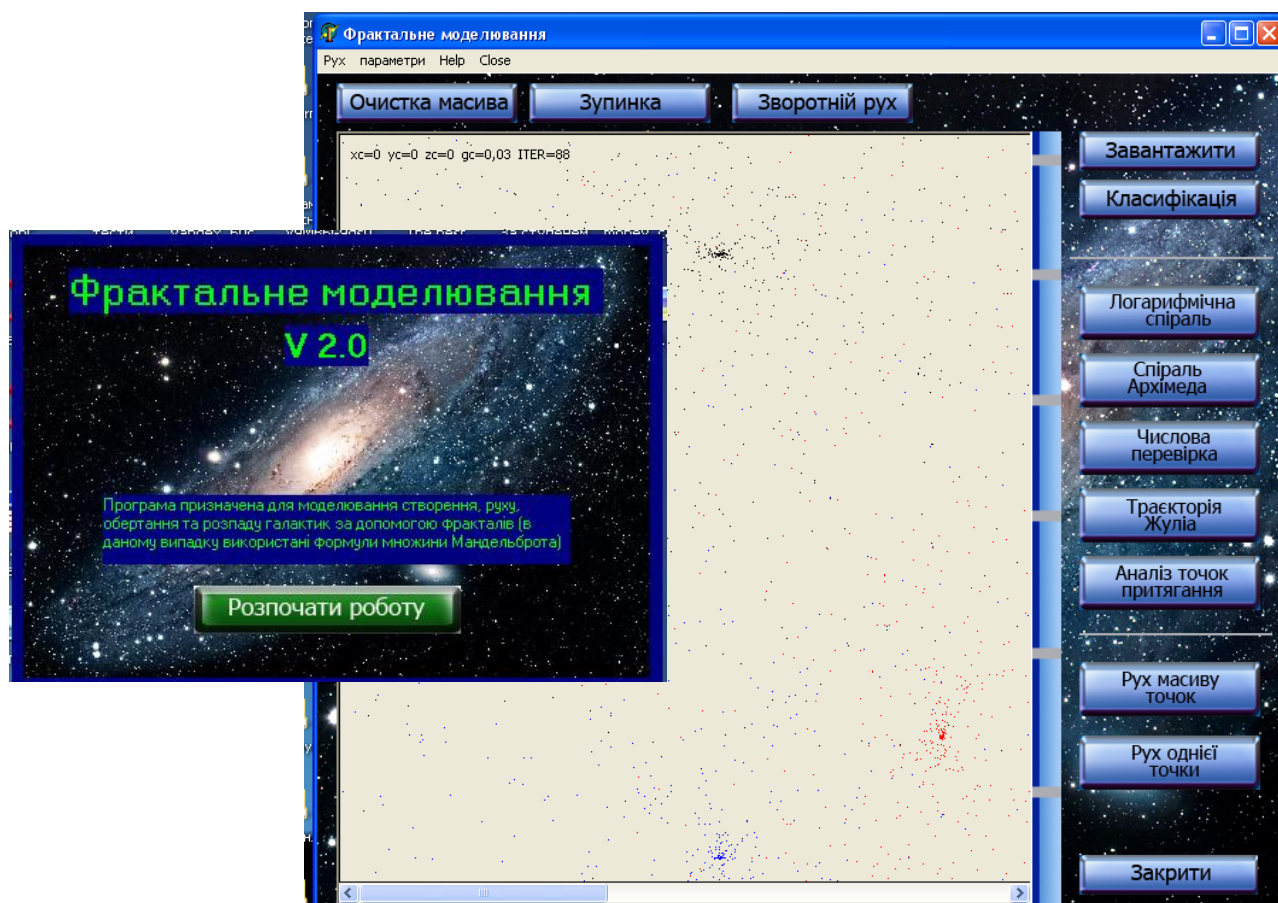 Фрактальне моделювання
Рух параметри Help Close
Очистка масива
Зупинка
Зворотній рух
xc=0 yc=0 zc=0 gc=0,03 ITER=88
Завантажити
Класифікація
Логарифмічна
спіраль
Спіраль
Архімеда
Числова
перевірка
Траєкторія
Жуліа
Аналіз точок
притягання
Рух масиву
точок
Рух однієї
точки
Закрити
Фрактальне моделювання
V 2.0
Програма призначена для моделювання створення, руху,
обертання та розпаду галактик за допомогою фракталів (в
даному випадку використані формули множини Мандельброта)
Розпочати роботу